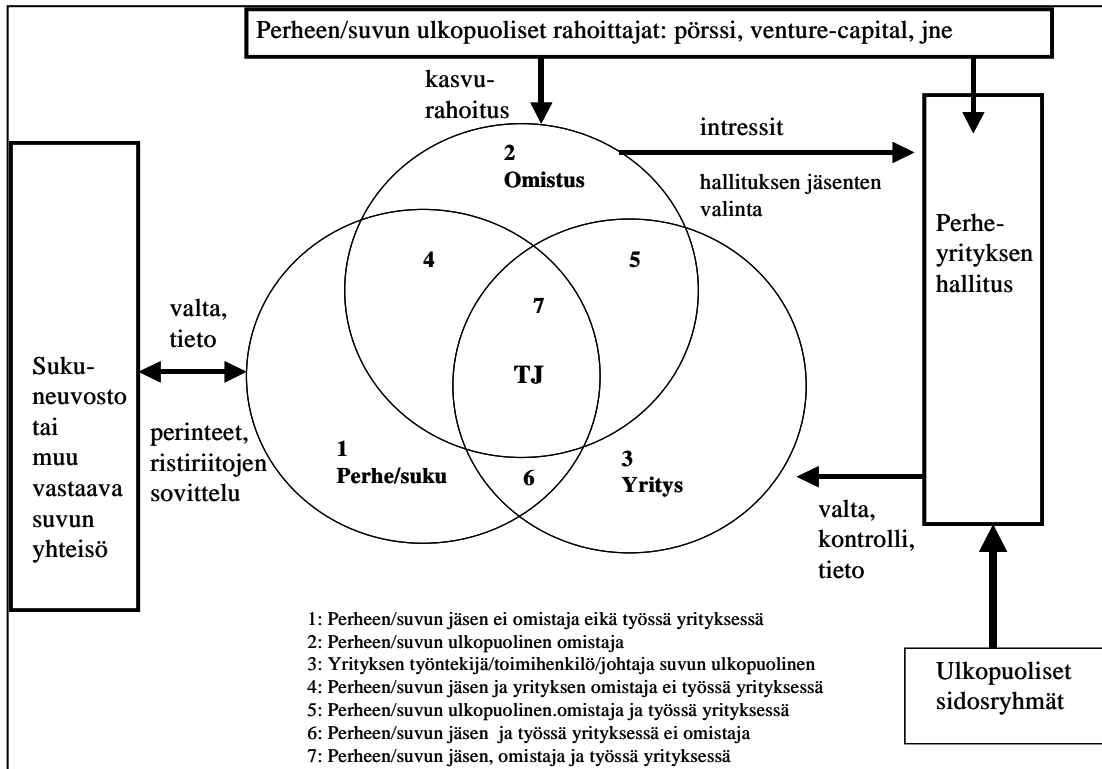 Perheen/suvun ulkopuoliset rahoittajat: pörssi, venture-capital, jne
kasvu-
rahoitus
intressit
hallituksen jäsenten
valinta
2
Omistus
4
5
7
TJ
1
Perhe/suku
6
3
Yritys
valta,
tieto
perinteet,
ristiriitojen
sovittelu
Suku-
neuvosto
tai
muu
vastaava
suvun
yhteisö
Perhe-
yrityksen
hallitus
valta,
kontrolli,
tieto
Ulkopuoliset
sidosryhmät
1: Perheen/suvun jäsen ei omistaja eikä työssä yrityksessä
2: Perheen/suvun ulkopuolinen omistaja
3: Yrityksen työntekijä/toimihenkilö/johtaja suvun ulkopuolinen
4: Perheen/suvun jäsen ja yrityksen omistaja ei työssä yrityksessä
5: Perheen/suvun ulkopuolinen.omistaja ja työssä yrityksessä
6: Perheen/suvun jäsen  ja työssä yrityksessä ei omistaja
7: Perheen/suvun jäsen, omistaja ja työssä yrityksessä